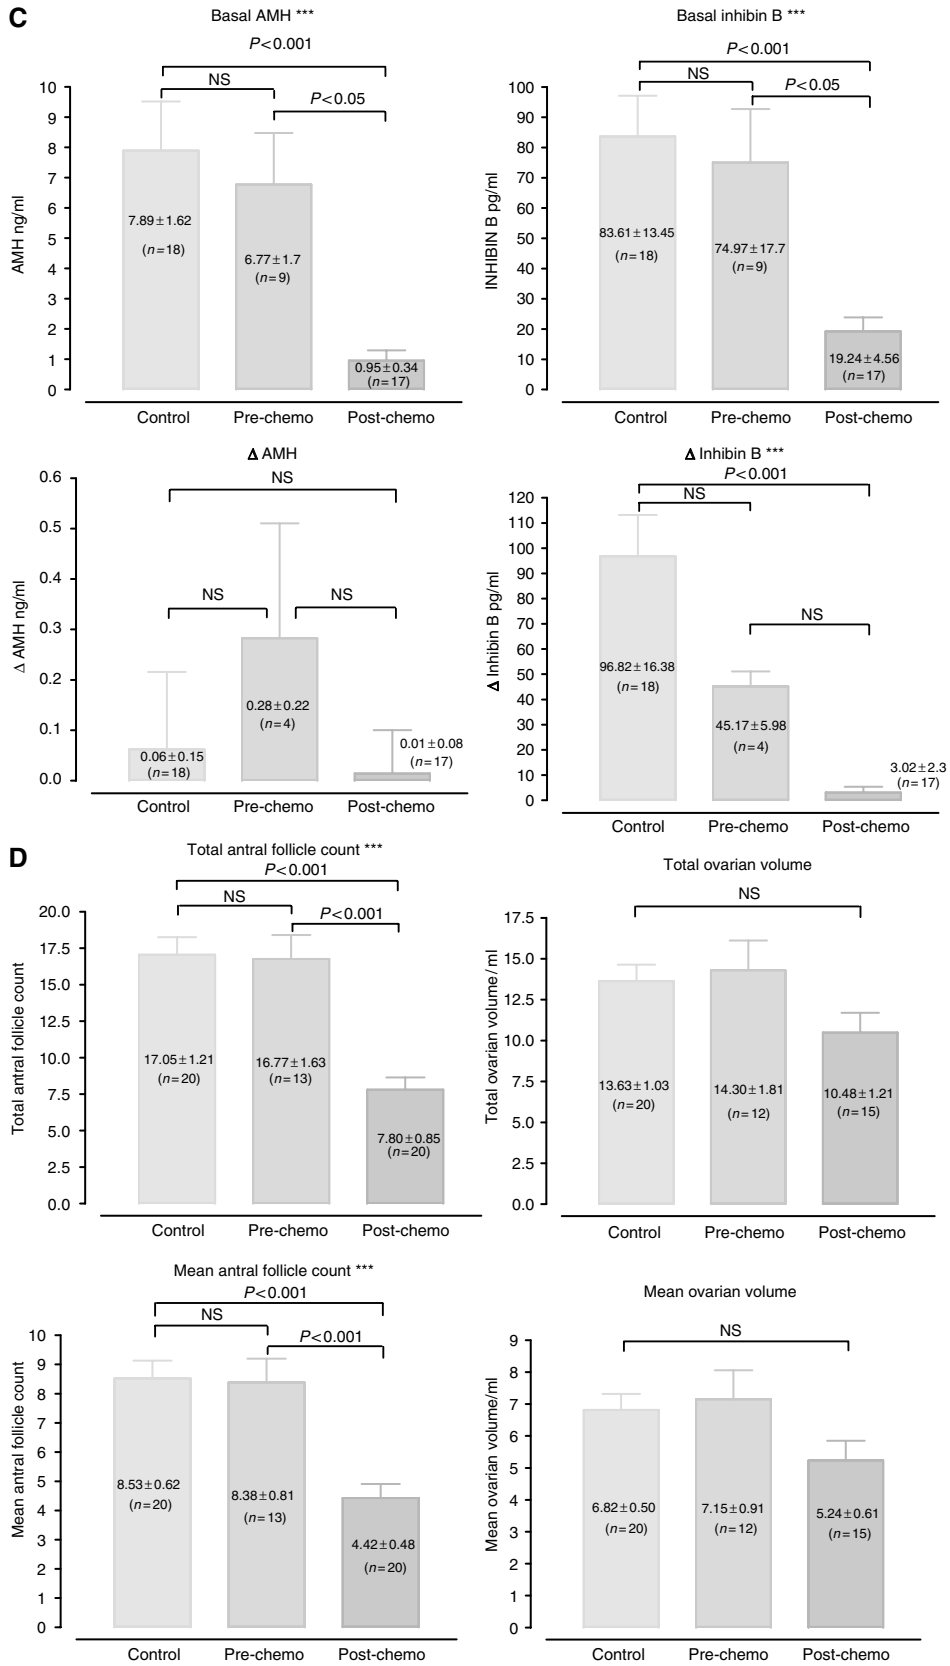 C
Basal AMH ***
P<0.001
NS
P<0.05
10
9
8
7
6
5
4
3
2
1
0
AMH ng/ml
7.89±1.62
(n=18)
6.77±1.7
(n=9)
0.95±0.34
(n=17)
Control Pre-chemo Post-chemo
Basal inhibin B ***
P<0.001
NS
P<0.05
100
90
80
70
60
50
40
30
20
10
0
INHIBIN B pg/ml
83.61±13.45
(n=18)
74.97±17.7
(n=9)
19.24±4.56
(n=17)
Control Pre-chemo Post-chemo
Δ AMH
NS
NS
NS
0.6
0.5
0.4
0.3
0.2
0.1
0.0
Δ AMH ng/ml
0.06±0.15
(n=18)
0.28±0.22
(n=4)
0.01±0.08
(n=17)
Control Pre-chemo Post-chemo
Δ Inhibin B ***
P<0.001
NS
NS
120
110
100
90
80
70
60
50
40
30
20
10
0
Δ Inhibin B pg/ml
96.82±16.38
(n=18)
45.17±5.98
(n=4)
3.02±2.3
(n=17)
Control Pre-chemo Post-chemo
D
Total antral follicle count ***
P<0.001
NS
P<0.001
20.0
17.5
15.0
12.5
10.0
7.5
5.0
2.5
0.0
Total antral follicle count
17.05±1.21
(n=20)
16.77±1.63
(n=13)
7.80±0.85
(n=20)
Control Pre-chemo Post-chemo
Total ovarian volume
NS
17.5
15.0
12.5
10.0
7.5
5.0
2.5
0.0
Total ovarian volume/ml
13.63±1.03
(n=20)
14.30±1.81
(n=12)
10.48±1.21
(n=15)
Control Pre-chemo Post-chemo
Mean antral follicle count ***
P<0.001
NS
P<0.001
10
9
8
7
6
5
4
3
2
1
0
Mean antral follicle count
8.53±0.62
(n=20)
8.38±0.81
(n=13)
4.42±0.48
(n=20)
Control Pre-chemo Post-chemo
Mean ovarian volume
NS
9
8
7
6
5
4
3
2
1
0
Mean ovarian volume/ml
6.82±0.50
(n=20)
7.15±0.91
(n=12)
5.24±0.61
(n=15)
Control Pre-chemo Post-chemo